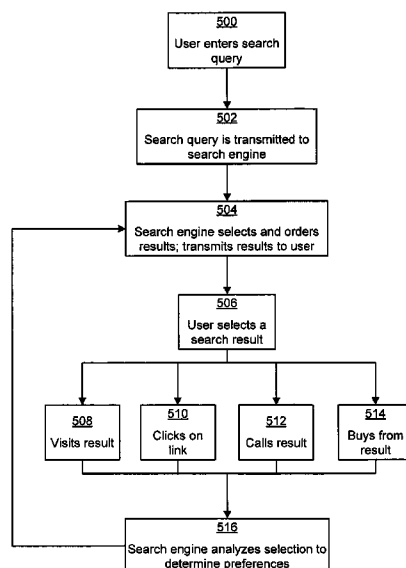 500
User enters search
query
502
Search query is transmitted to
search engine
504
Search engine selects and orders
results; transmits results to user
506
User selects a
search result
508
Visits result
510
Clicks on
link
512
Calls result
514
Buys from
result
516
Search engine analyzes selection to
determine preferences